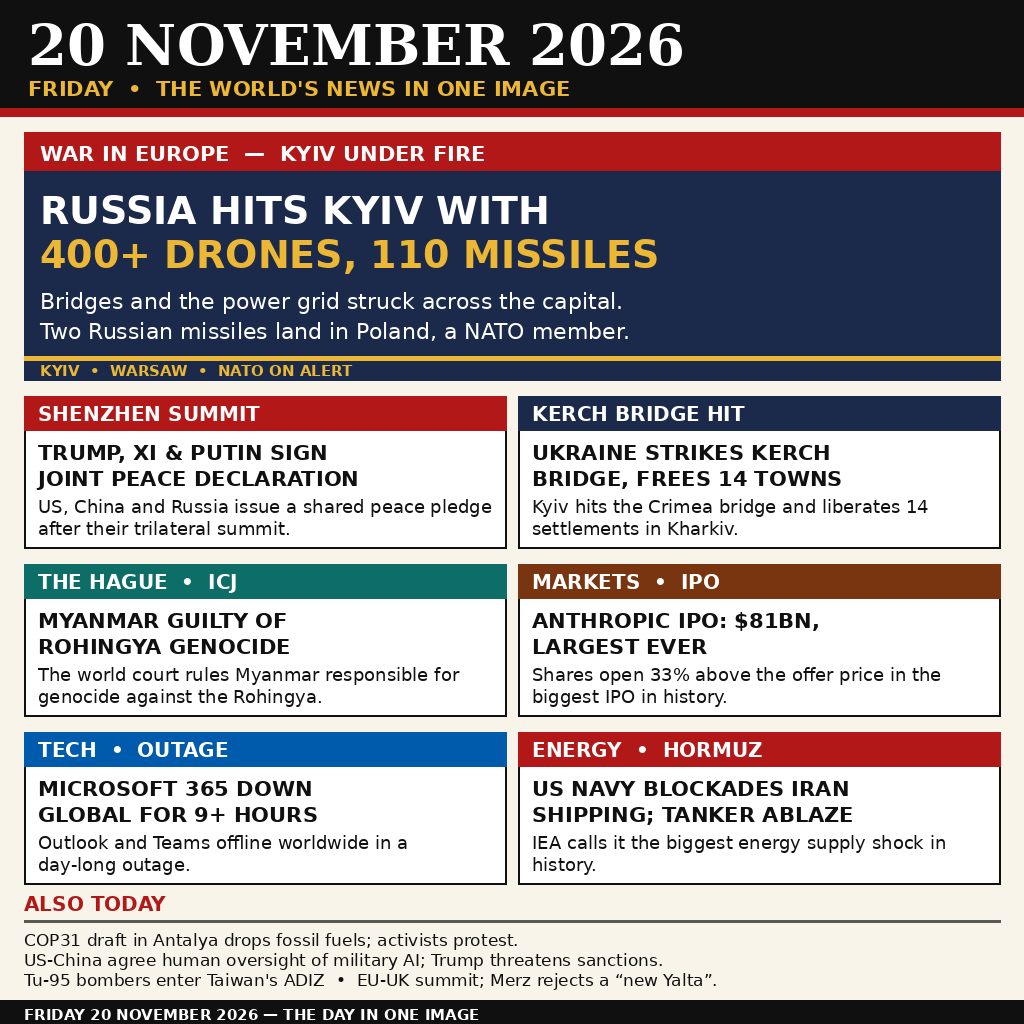 20 NOVEMBER 2026
FRIDAY • THE WORLD'S NEWS IN ONE IMAGE
WAR IN EUROPE — KYIV UNDER FIRE
RUSSIA HITS KYIV WITH
400+ DRONES, 110 MISSILES
Bridges and the power grid struck across the capital.
Two Russian missiles land in Poland, a NATO member.
KYIV • WARSAW • NATO ON ALERT
SHENZHEN SUMMIT
TRUMP, XI & PUTIN SIGN
JOINT PEACE DECLARATION
US, China and Russia issue a shared peace pledge
after their trilateral summit.
KERCH BRIDGE HIT
UKRAINE STRIKES KERCH
BRIDGE, FREES 14 TOWNS
Kyiv hits the Crimea bridge and liberates 14
settlements in Kharkiv.
THE HAGUE • ICJ
MYANMAR GUILTY OF
ROHINGYA GENOCIDE
The world court rules Myanmar responsible for
genocide against the Rohingya.
MARKETS • IPO
ANTHROPIC IPO: $81BN,
LARGEST EVER
Shares open 33% above the offer price in the
biggest IPO in history.
TECH • OUTAGE
MICROSOFT 365 DOWN
GLOBAL FOR 9+ HOURS
Outlook and Teams offline worldwide in a
day-long outage.
ENERGY • HORMUZ
US NAVY BLOCKADES IRAN
SHIPPING; TANKER ABLAZE
IEA calls it the biggest energy supply shock in
history.
ALSO TODAY
COP31 draft in Antalya drops fossil fuels; activists protest.
US-China agree human oversight of military AI; Trump threatens sanctions.
Tu-95 bombers enter Taiwan's ADIZ • EU-UK summit; Merz rejects a “new Yalta”.
FRIDAY 20 NOVEMBER 2026 — THE DAY IN ONE IMAGE